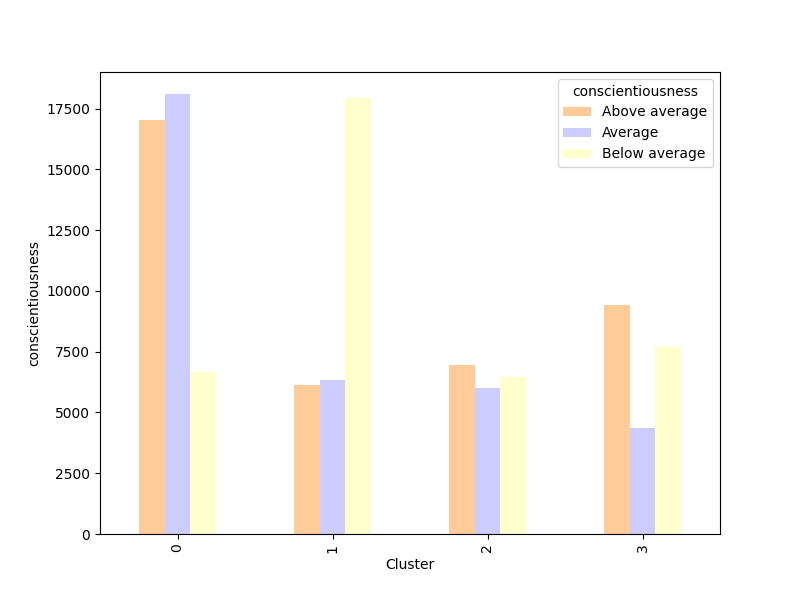 conscientiousness
Above average
Average
Below average
17500
15000
12500
10000
7500
5000
2500
0
conscientiousness
0
1
2
3
Cluster